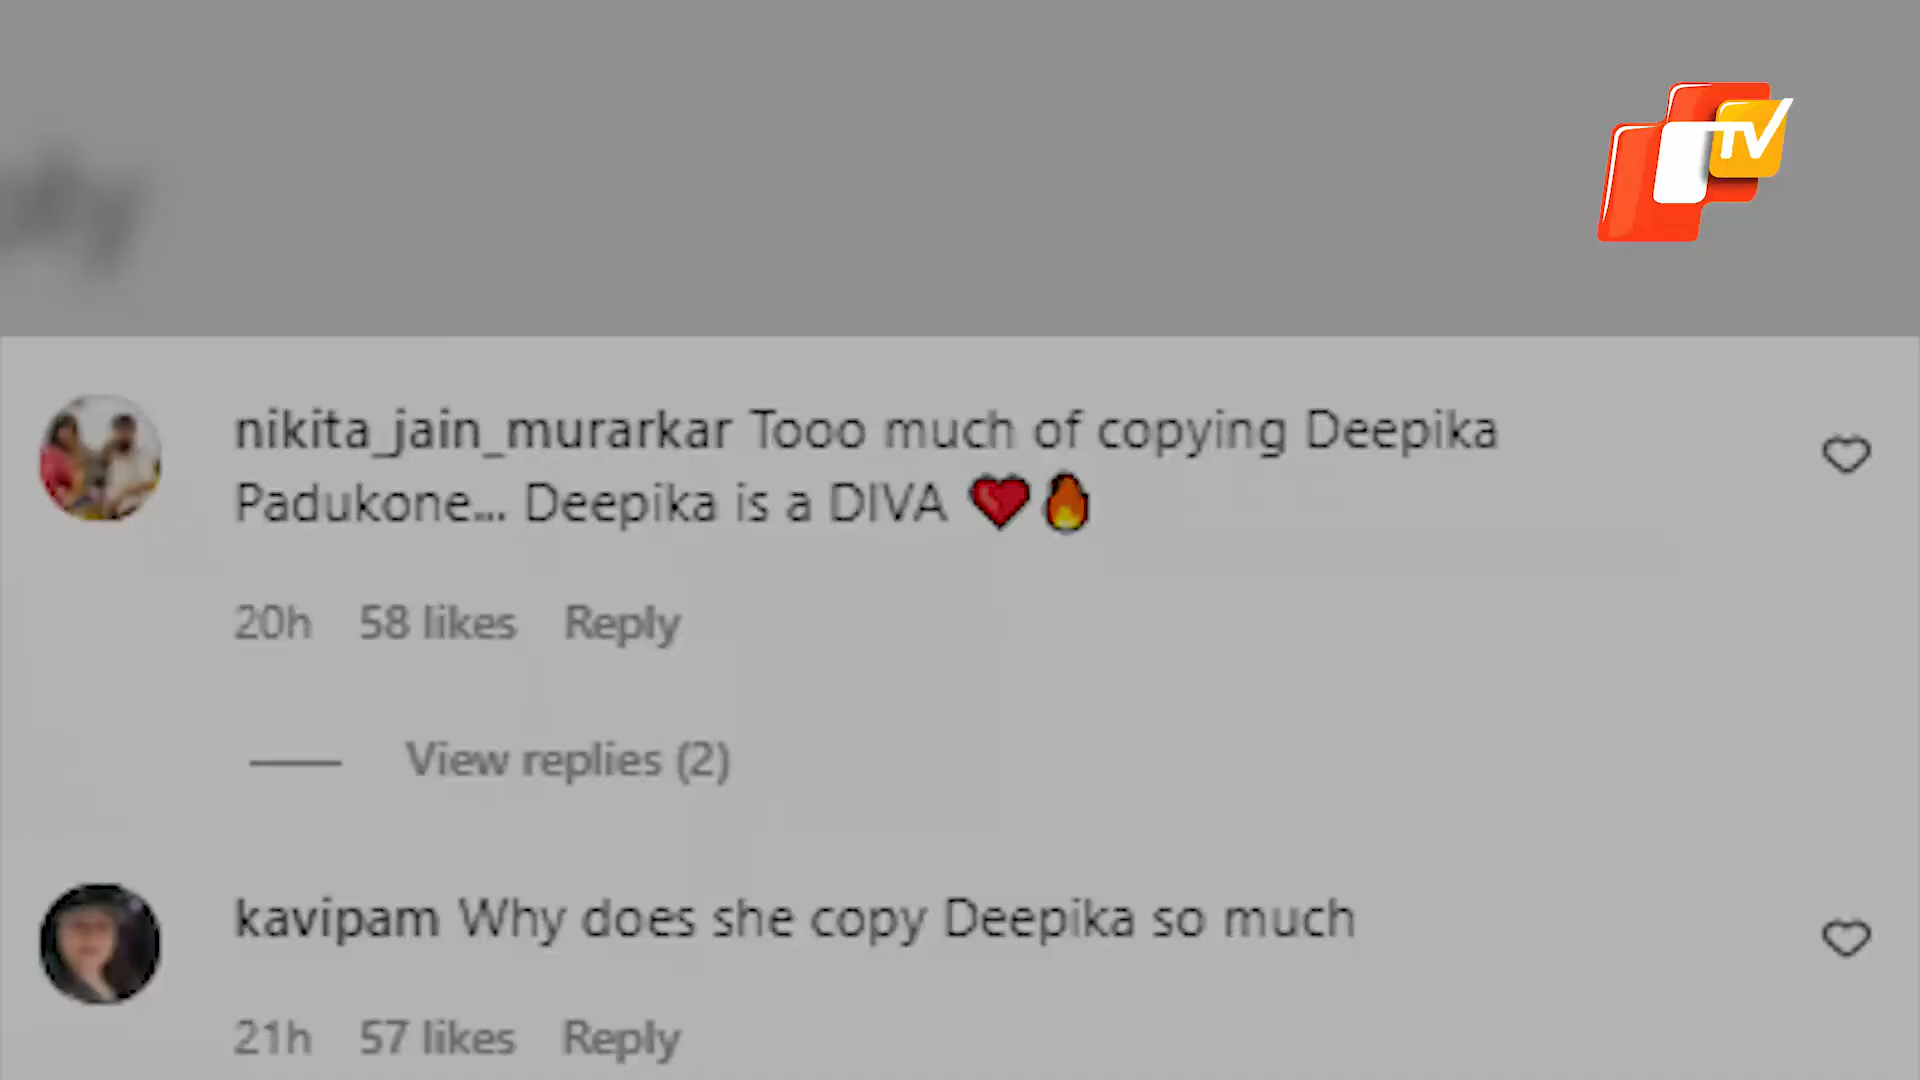 TV
nikita_jain_murarkar Tooo much of copying Deepika
Padukone... Deepika is a DIVA ❤️🔥
20h 58 likes Reply
View replies (2)
kavipam Why does she copy Deepika so much
21h 57 likes Reply